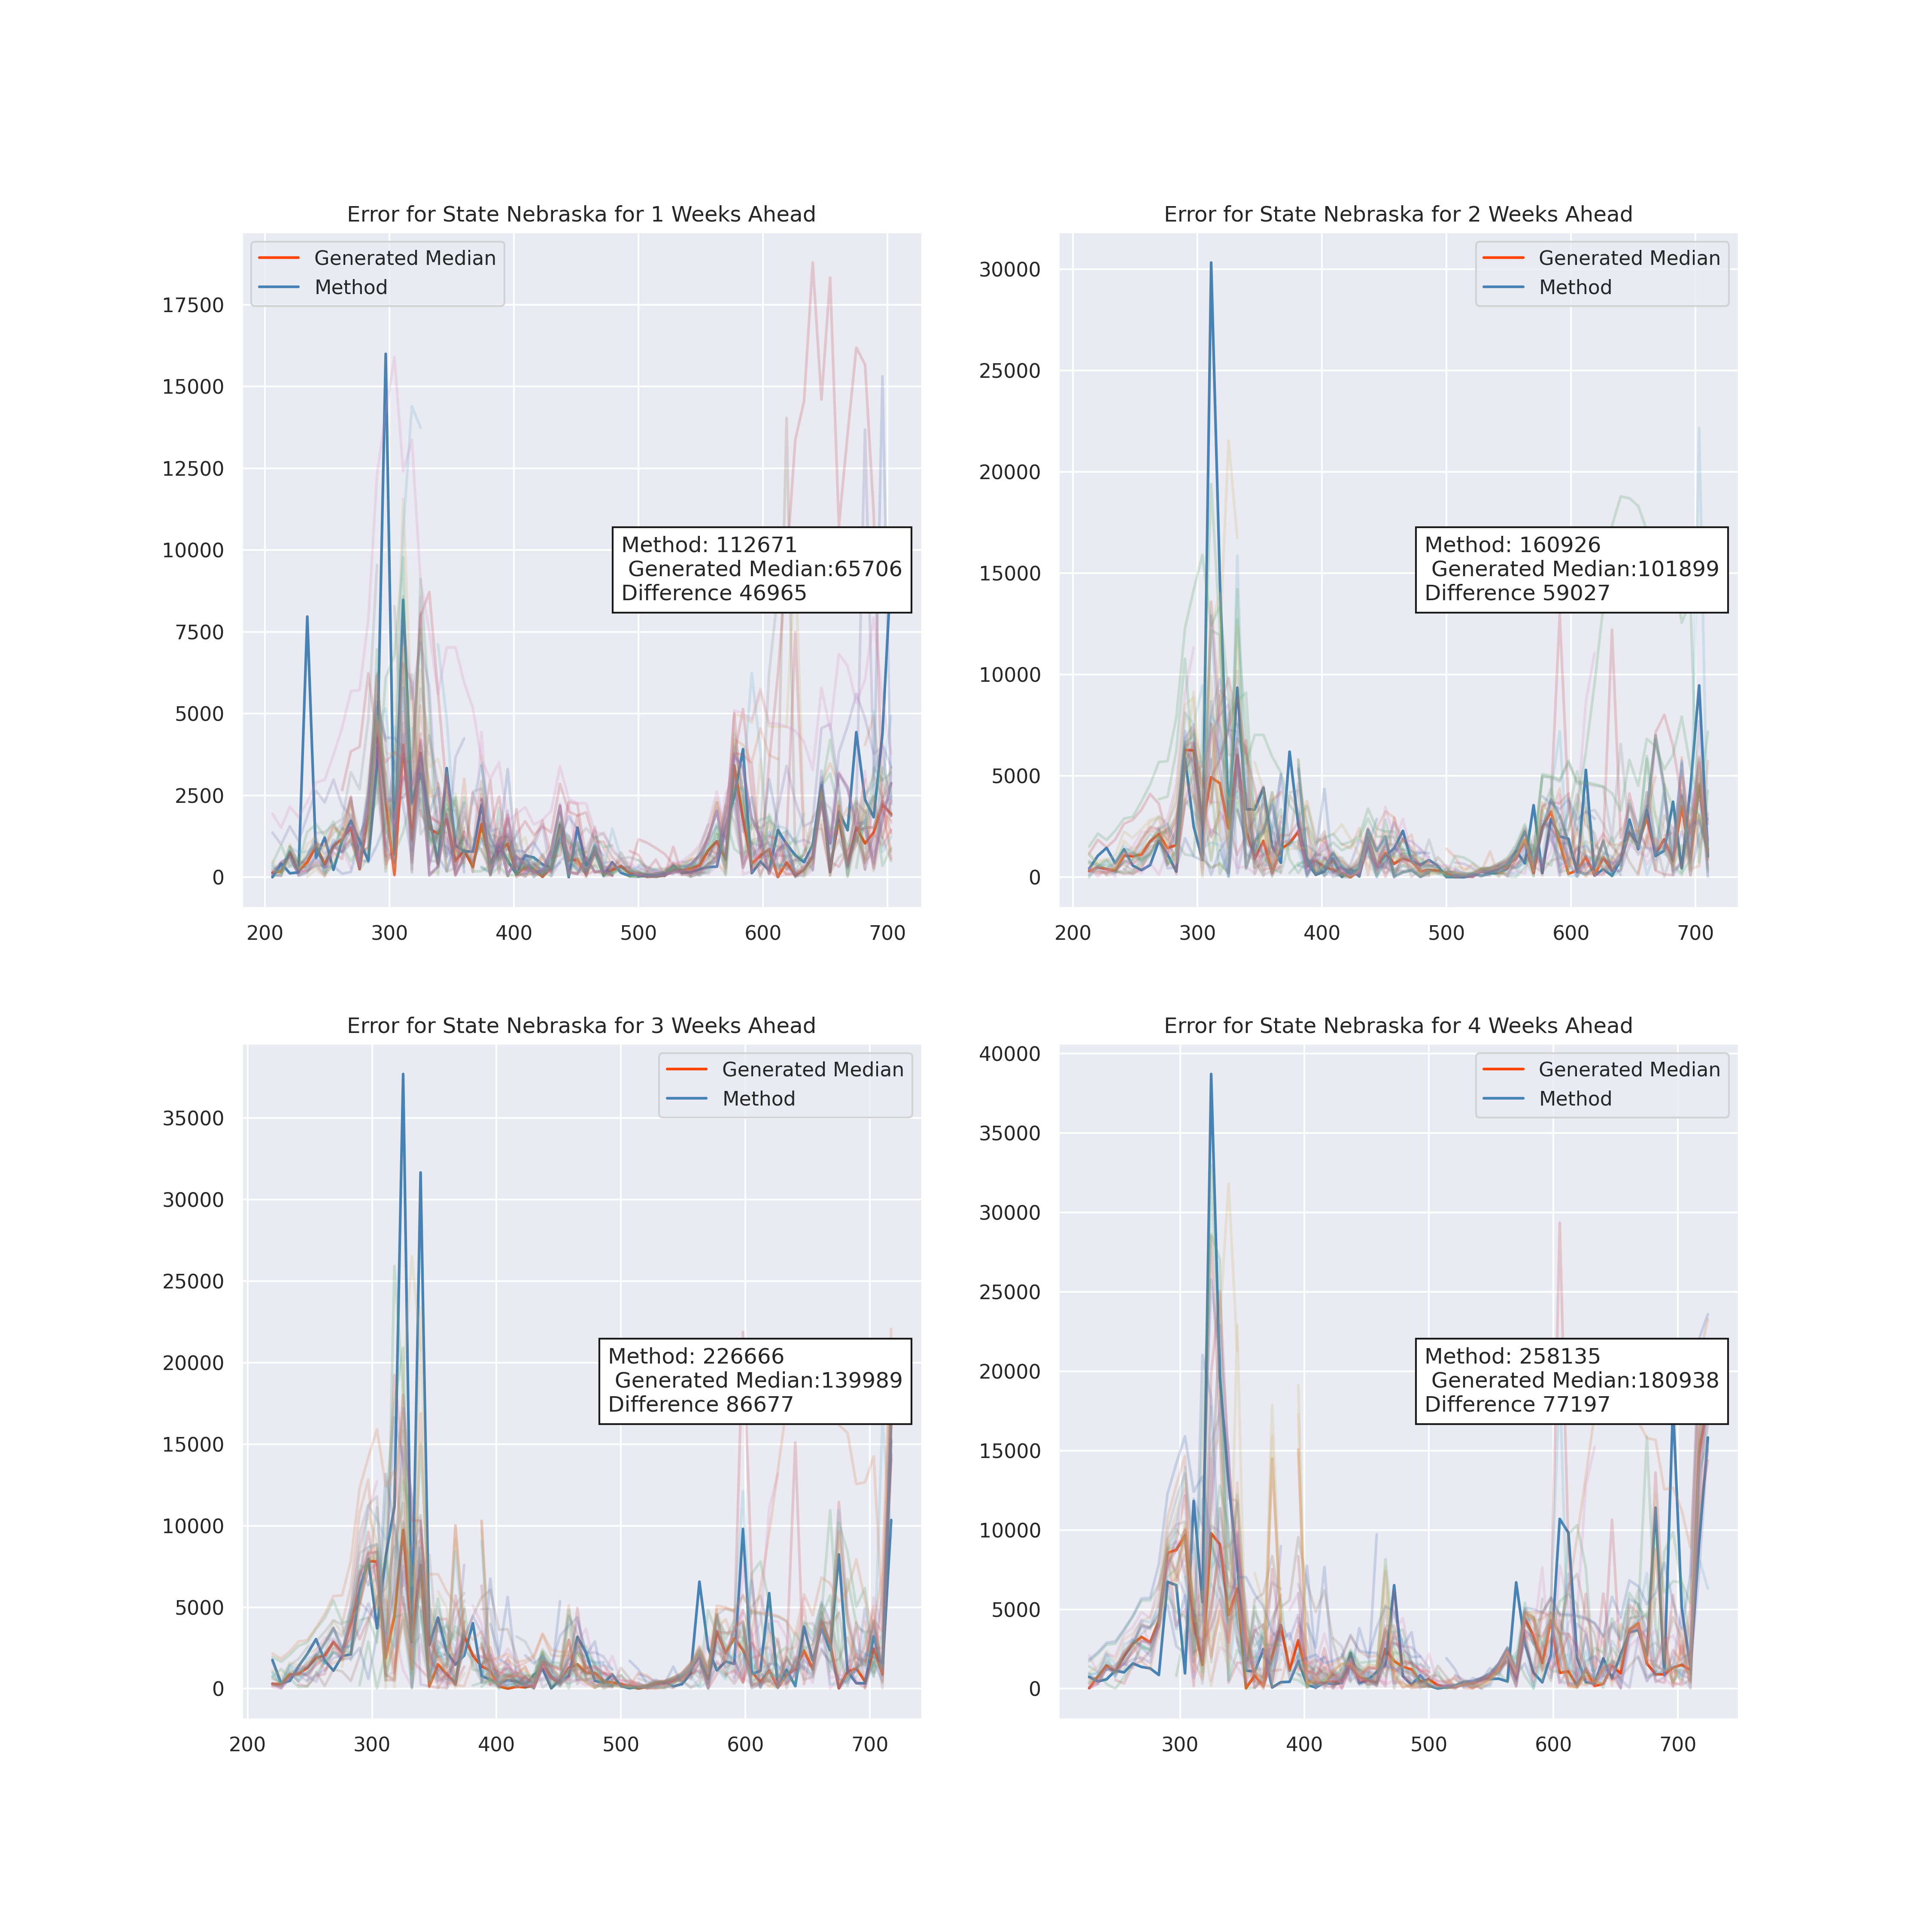 Error for State Nebraska for 1 Weeks Ahead
Generated Median
Method
17500
15000
12500
10000
7500
5000
2500
0
Method: 112671
Generated Median:65706
Difference 46965
200 300 400 500 600 700
Error for State Nebraska for 2 Weeks Ahead
Generated Median
Method
30000
25000
20000
15000
10000
5000
0
Method: 160926
Generated Median:101899
Difference 59027
200 300 400 500 600 700
Error for State Nebraska for 3 Weeks Ahead
Generated Median
Method
35000
30000
25000
20000
15000
10000
5000
0
Method: 226666
Generated Median:139989
Difference 86677
200 300 400 500 600 700
Error for State Nebraska for 4 Weeks Ahead
Generated Median
Method
40000
35000
30000
25000
20000
15000
10000
5000
0
Method: 258135
Generated Median:180938
Difference 77197
300 400 500 600 700